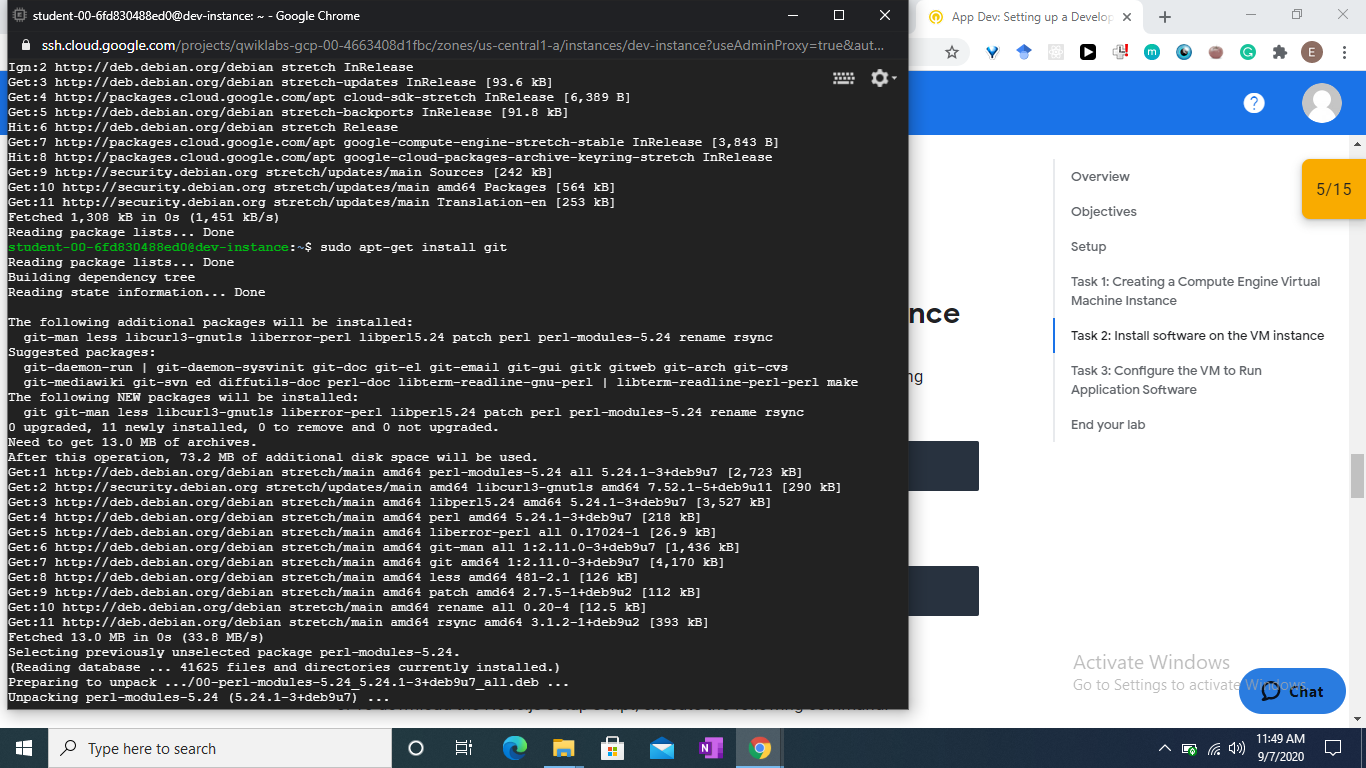 student-00-6fd830488ed0@dev-instance: ~ - Google Chrome
ssh.cloud.google.com/projects/qwiklabs-gcp-00-4663408d1fbc/zones/us-central1-a/instances/dev-instance?useAdminProxy=true&aut...
Ign:2 http://deb.debian.org/debian stretch InRelease
Get:3 http://deb.debian.org/debian stretch-updates InRelease [93.6 kB]
Get:4 http://packages.cloud.google.com/apt cloud-sdk-stretch InRelease [6,389 B]
Get:5 http://deb.debian.org/debian stretch-backports InRelease [91.8 kB]
Hit:6 http://deb.debian.org/debian stretch Release
Get:7 http://packages.cloud.google.com/apt google-compute-engine-stretch-stable InRelease [3,843 B]
Hit:8 http://packages.cloud.google.com/apt google-cloud-packages-archive-keyring-stretch InRelease
Get:9 http://security.debian.org stretch/updates/main Sources [242 kB]
Get:10 http://security.debian.org stretch/updates/main amd64 Packages [564 kB]
Get:11 http://security.debian.org stretch/updates/main Translation-en [253 kB]
Fetched 1,308 kB in 0s (1,451 kB/s)
Reading package lists... Done
student-00-6fd830488ed0@dev-instance:~$ sudo apt-get install git
Reading package lists... Done
Building dependency tree
Reading state information... Done
The following additional packages will be installed:
git-man less libcurl3-gnutls liberror-perl libperl5.24 patch perl perl-modules-5.24 rename rsync
Suggested packages:
git-daemon-run | git-daemon-sysvinit git-doc git-el git-email git-gui gitk gitweb git-arch git-cvs
git-mediawiki git-svn ed diffutils-doc perl-doc libterm-readline-gnu-perl | libterm-readline-perl-perl make
The following NEW packages will be installed:
git git-man less libcurl3-gnutls liberror-perl libperl5.24 patch perl perl-modules-5.24 rename rsync
0 upgraded, 11 newly installed, 0 to remove and 0 not upgraded.
Need to get 13.0 MB of archives.
After this operation, 73.2 MB of additional disk space will be used.
Get:1 http://deb.debian.org/debian stretch/main amd64 perl-modules-5.24 all 5.24.1-3+deb9u7 [2,723 kB]
Get:2 http://security.debian.org stretch/updates/main amd64 libcurl3-gnutls amd64 7.52.1-5+deb9u11 [290 kB]
Get:3 http://deb.debian.org/debian stretch/main amd64 libperl5.24 amd64 5.24.1-3+deb9u7 [3,527 kB]
Get:4 http://deb.debian.org/debian stretch/main amd64 perl amd64 5.24.1-3+deb9u7 [218 kB]
Get:5 http://deb.debian.org/debian stretch/main amd64 liberror-perl all 0.17024-1 [26.9 kB]
Get:6 http://deb.debian.org/debian stretch/main amd64 git-man all 1:2.11.0-3+deb9u7 [1,436 kB]
Get:7 http://deb.debian.org/debian stretch/main amd64 git amd64 1:2.11.0-3+deb9u7 [4,170 kB]
Get:8 http://deb.debian.org/debian stretch/main amd64 less amd64 481-2.1 [126 kB]
Get:9 http://deb.debian.org/debian stretch/main amd64 patch amd64 2.7.5-1+deb9u2 [112 kB]
Get:10 http://deb.debian.org/debian stretch/main amd64 rename all 0.20-4 [12.5 kB]
Get:11 http://deb.debian.org/debian stretch/main amd64 rsync amd64 3.1.2-1+deb9u2 [393 kB]
Fetched 13.0 MB in 0s (33.8 MB/s)
Selecting previously unselected package perl-modules-5.24.
(Reading database ... 41625 files and directories currently installed.)
Preparing to unpack .../00-perl-modules-5.24_5.24.1-3+deb9u7_all.deb ...
Unpacking perl-modules-5.24 (5.24.1-3+deb9u7) ...
App Dev: Setting up a Develop
E
m
G
?
nce
ng
Overview
Objectives
Setup
Task 1: Creating a Compute Engine Virtual
Machine Instance
Task 2: Install software on the VM instance
Task 3: Configure the VM to Run
Application Software
End your lab
5/15
Activate Windows
Go to Settings to activate Windows.
Chat
Type here to search
N
11:49 AM
9/7/2020